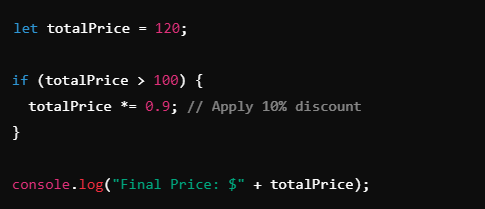 let totalPrice = 120;
if (totalPrice > 100) {
  totalPrice *= 0.9; // Apply 10% discount
}
console.log("Final Price: $" + totalPrice);